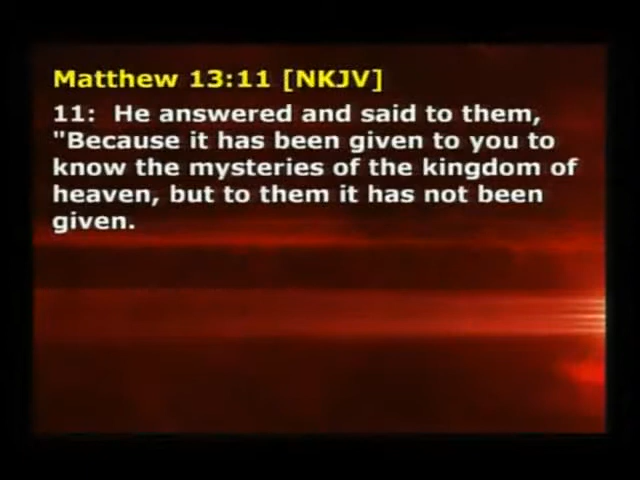 Matthew 13:11 [NKJV]
11:  He answered and said to them,
"Because it has been given to you to
know the mysteries of the kingdom of
heaven, but to them it has not been
given.